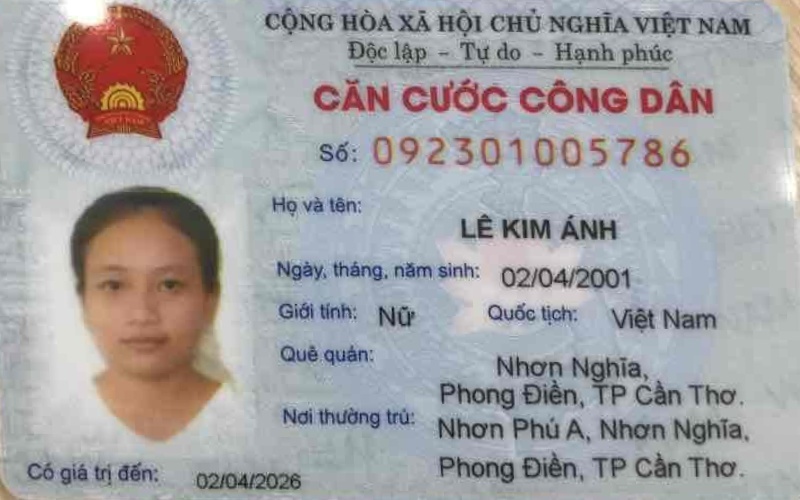 CỘNG HÒA XÃ HỘI CHỦ NGHĨA VIỆT NAM
Độc lập - Tự do - Hạnh phúc
CĂN CƯỚC CÔNG DÂN
Số: 092301005786
Họ và tên:
LÊ KIM ÁNH
Ngày, tháng, năm sinh: 02/04/2001
Giới tính: Nữ Quốc tịch: Việt Nam
Quê quán:
Nhơn Nghĩa,
Phong Điền, TP Cần Thơ.
Nơi thường trú: Nhơn Phú A, Nhơn Nghĩa,
Phong Điền, TP Cần Thơ.
Có giá trị đến: 02/04/2026